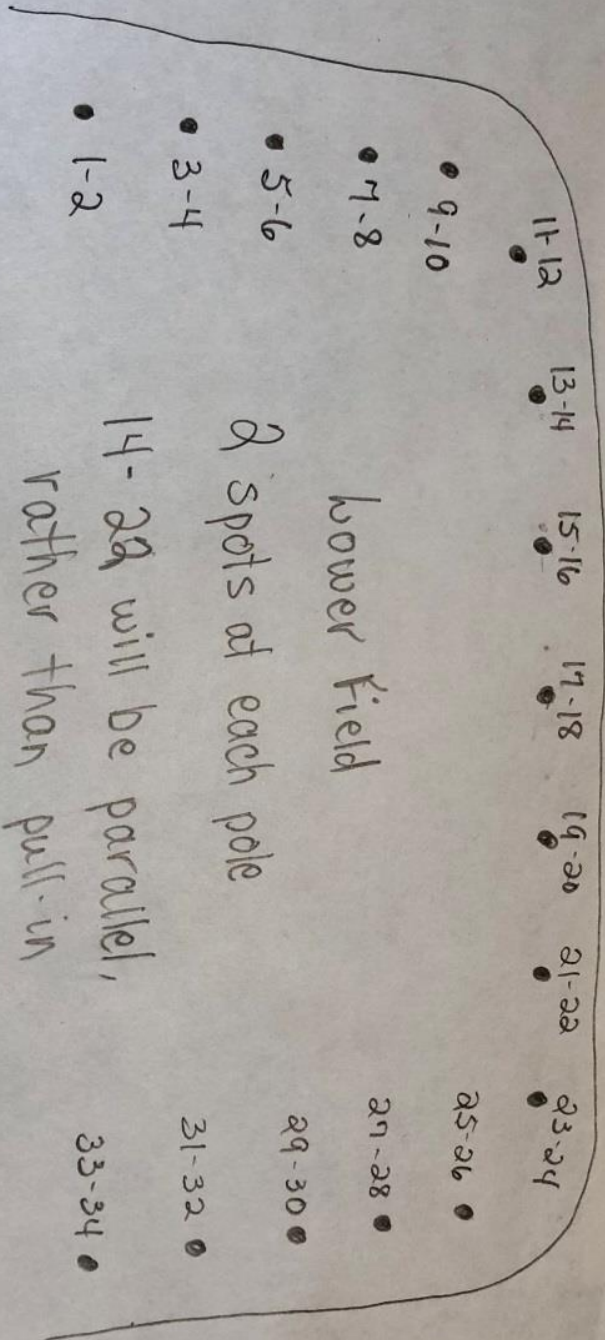 11-12 13-14 15-16 17-18 19-20 21-22 23-24
9-10 25-26
7-8 27-28
5-6 29-30
3-4 31-32
1-2 33-34
Lower Field
2 spots at each pole
14-22 will be parallel,
rather than pull-in